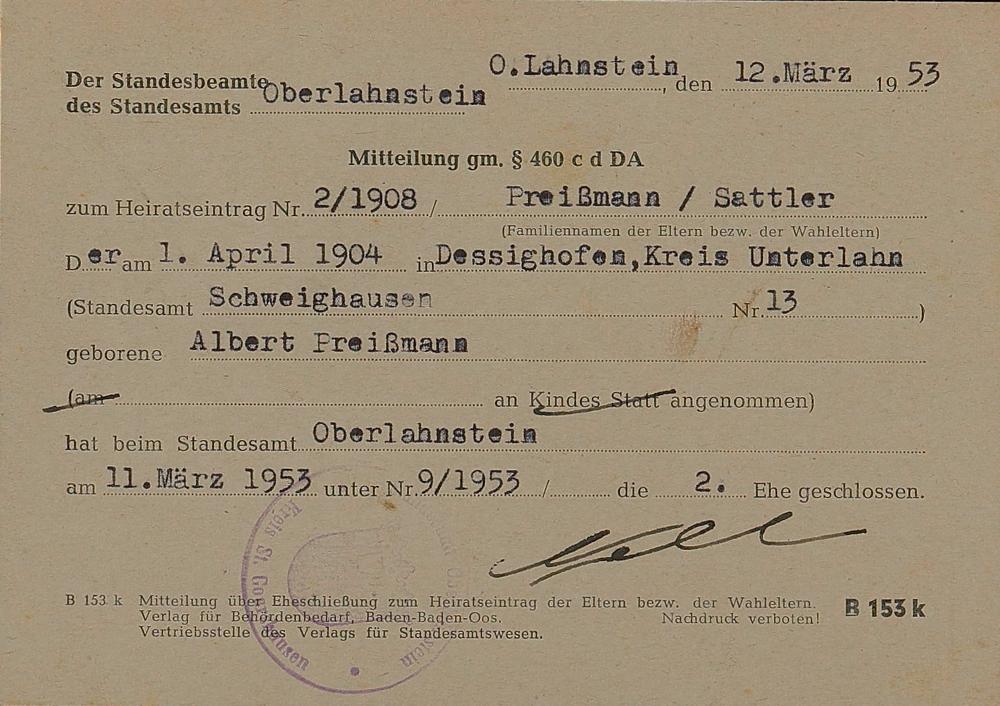 O.Lahnstein, den 12.März 1953
Der Standesbeamte
des Standesamts Oberlahnstein
Mitteilung gm. § 460 c d DA
zum Heiratseintrag Nr. 2/1908 / Preißmann / Sattler
(Familiennamen der Eltern bezw. der Wahleltern)
Der am 1. April 1904 in Dessighofen,Kreis Unterlahn
(Standesamt Schweighausen Nr. 13 )
geborene Albert Preißmann
(am an Kindes Statt angenommen)
hat beim Standesamt Oberlahnstein
am 11.März 1953 unter Nr. 9/1953 / die 2. Ehe geschlossen.
B 153 k Mitteilung über Eheschließung zum Heiratseintrag der Eltern bezw. der Wahleltern. B 153 k
Verlag für Behördenbedarf, Baden-Baden-Oos. Nachdruck verboten!
Vertriebsstelle des Verlags für Standesamtswesen.
Kreis St. Goarshausen